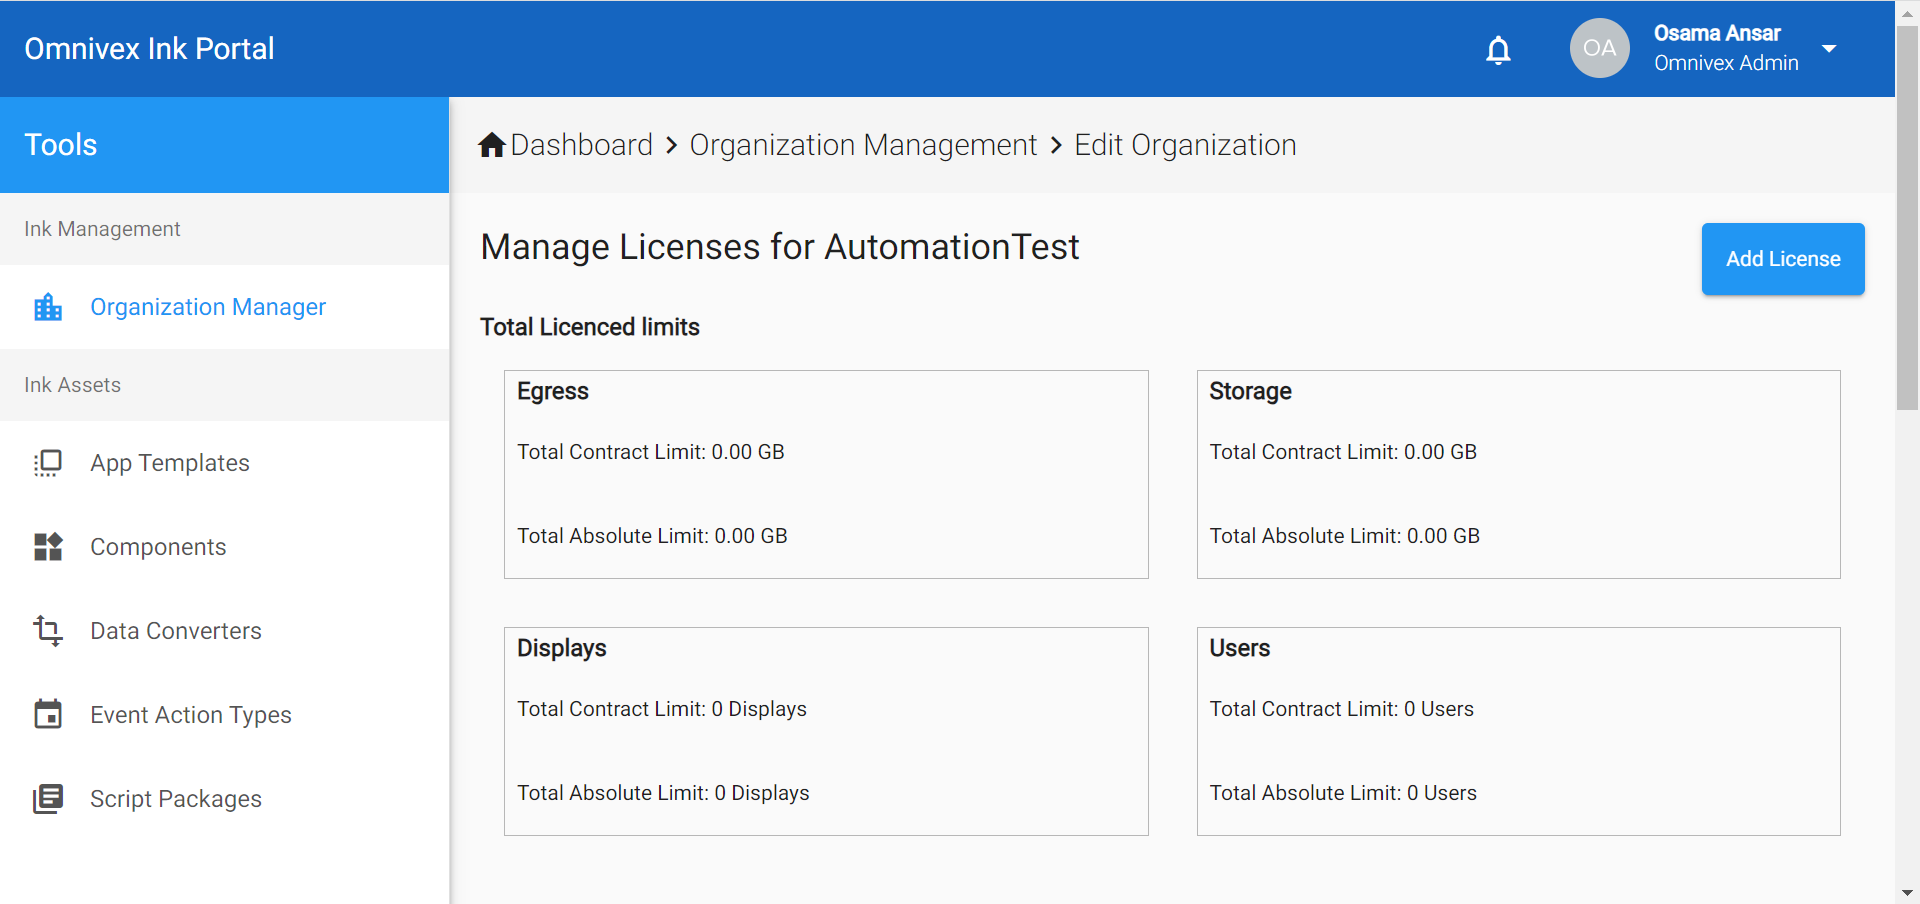 Omnivex Ink Portal
OA
Osama Ansar
Omnivex Admin
Tools
Dashboard > Organization Management > Edit Organization
Ink Management
Organization Manager
Ink Assets
App Templates
Components
Data Converters
Event Action Types
Script Packages
Manage Licenses for AutomationTest
Add License
Total Licenced limits
Egress
Total Contract Limit: 0.00 GB
Total Absolute Limit: 0.00 GB
Storage
Total Contract Limit: 0.00 GB
Total Absolute Limit: 0.00 GB
Displays
Total Contract Limit: 0 Displays
Total Absolute Limit: 0 Displays
Users
Total Contract Limit: 0 Users
Total Absolute Limit: 0 Users